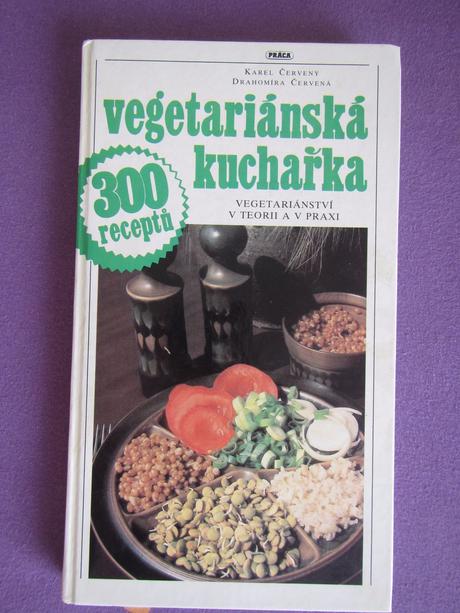 PRÁCA
KAREL ČERVENÝ
DRAHOMÍRA ČERVENÁ
vegetariánská
kuchařka
300
receptů
VEGETARIÁNSTVÍ
V TEORII A V PRAXI